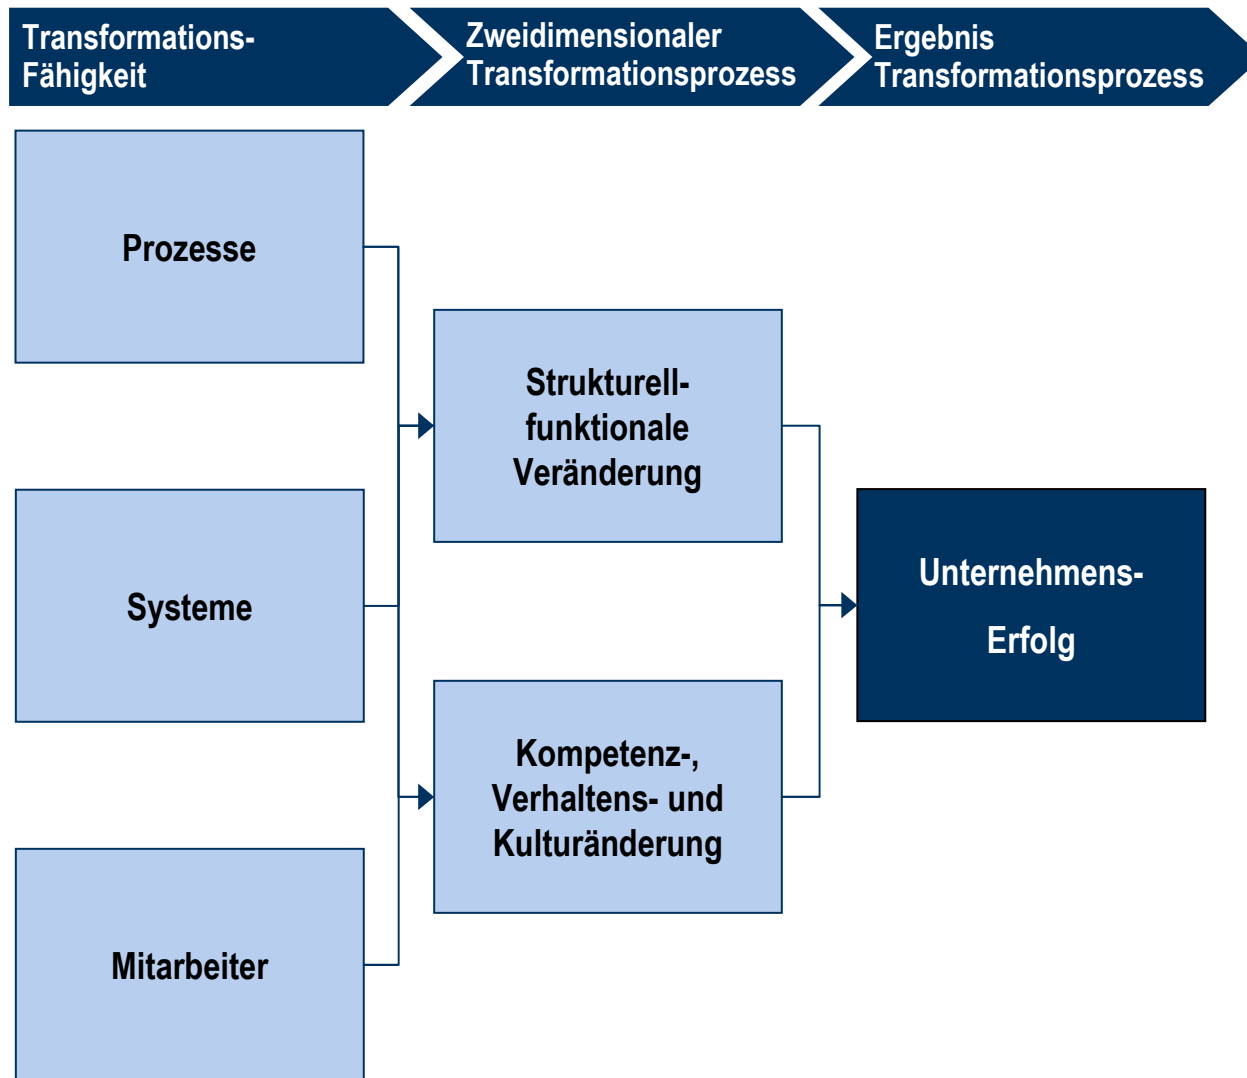 Transformations-
Fähigkeit
Zweidimensionaler
Transformationsprozess
Ergebnis
Transformationsprozess
Prozesse
Strukturell-
funktionale
Veränderung
Systeme
Unternehmens-
Erfolg
Kompetenz-,
Verhaltens- und
Kulturänderung
Mitarbeiter